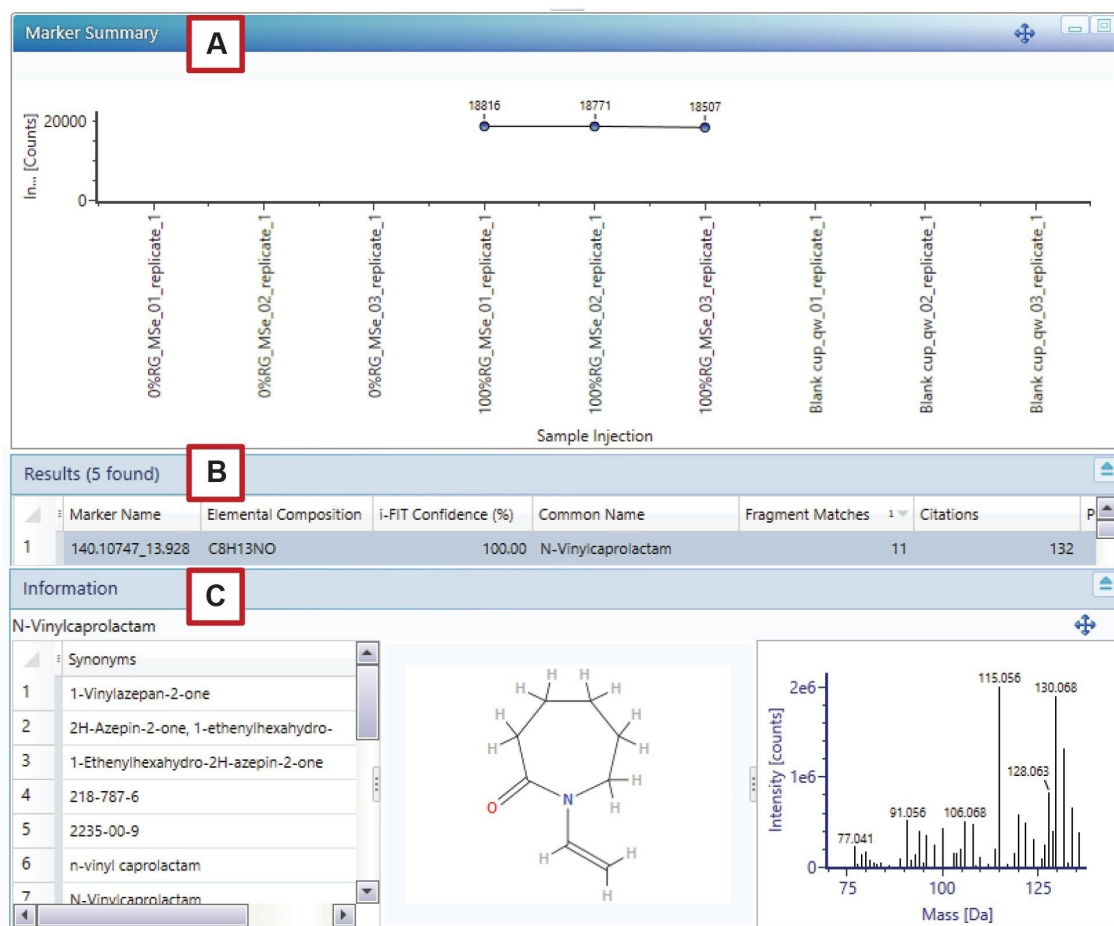 Marker Summary
A
In... [Counts]
20000
0
18816
18771
18507
0%RG_MSe_01_replicate_1
0%RG_MSe_02_replicate_1
0%RG_MSe_03_replicate_1
100%RG_MSe_01_replicate_1
100%RG_MSe_02_replicate_1
100%RG_MSe_03_replicate_1
Blank cup_qw_01_replicate_1
Blank cup_qw_02_replicate_1
Blank cup_qw_03_replicate_1
Sample Injection
Results (5 found)
B
Marker Name Elemental Composition i-FIT Confidence (%) Common Name Fragment Matches 1 Citations P
1 140.10747_13.928 C8H13NO 100.00 N-Vinylcaprolactam 11 132
Information
C
N-Vinylcaprolactam
Synonyms
1 1-Vinylazepan-2-one
2 2H-Azepin-2-one, 1-ethenylhexahydro-
3 1-Ethenylhexahydro-2H-azepin-2-one
4 218-787-6
5 2235-00-9
6 n-vinyl caprolactam
7 N-Vinylcaprolactam
H H H H
H H
H H
H
H
O N
H H
H
Intensity [counts]
2e6
1e6
0
115.056
130.068
128.063
91.056
106.068
77.041
75 100 125
Mass [Da]